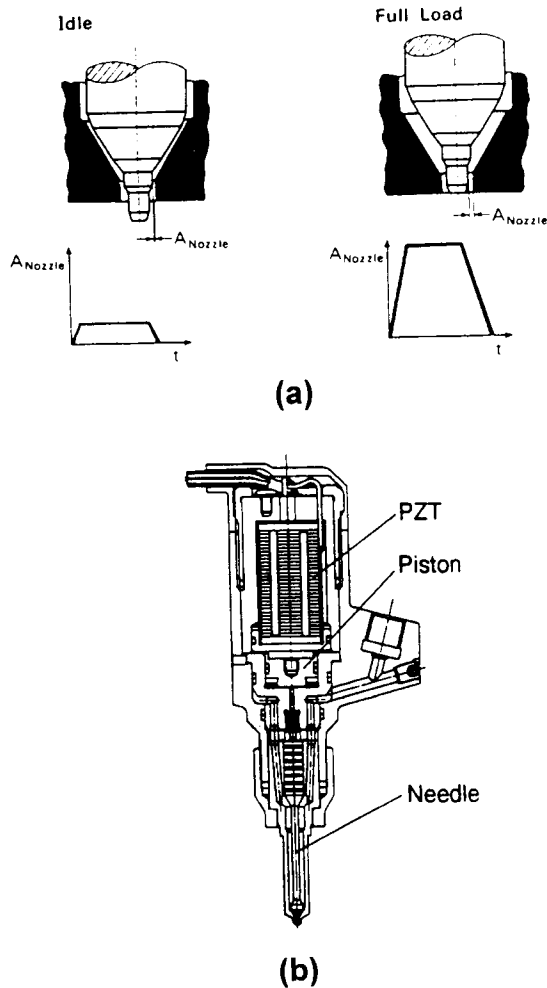 Idle
Full Load
A Nozzle
A Nozzle
A Nozzle
t
A Nozzle
t
(a)
PZT
Piston
Needle
(b)